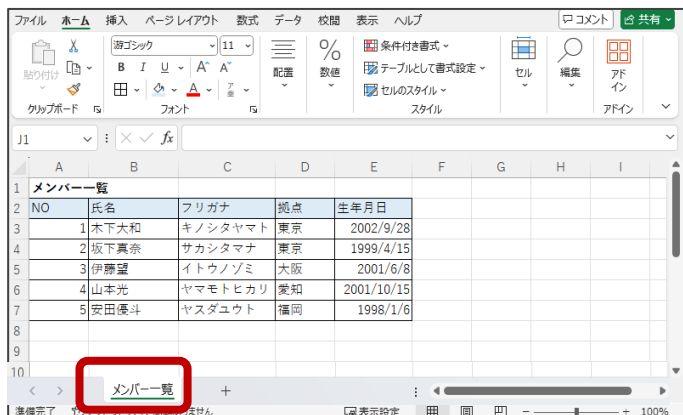 ファイル ホーム 挿入 ページ レイアウト 数式 データ 校閲 表示 ヘルプ コメント 共有
貼り付け 游ゴシック 11 配置 数値 条件付き書式 テーブルとして書式設定 セルのスタイル セル 編集 アドイン
B I U A A A
クリップボード フォント スタイル アドイン
J1 fx
A B C D E F G H I
1 メンバー一覧
2 NO 氏名 フリガナ 拠点 生年月日
3 1 木下大和 キノシタヤマト 東京 2002/9/28
4 2 坂下真奈 サカシタマナ 東京 1999/4/15
5 3 伊藤望 イトウノゾミ 大阪 2001/6/8
6 4 山本光 ヤマモトヒカリ 愛知 2001/10/15
7 5 安田優斗 ヤスダユウト 福岡 1998/1/6
8
9
10
メンバー一覧 +
準備完了 表示設定 - + 100%